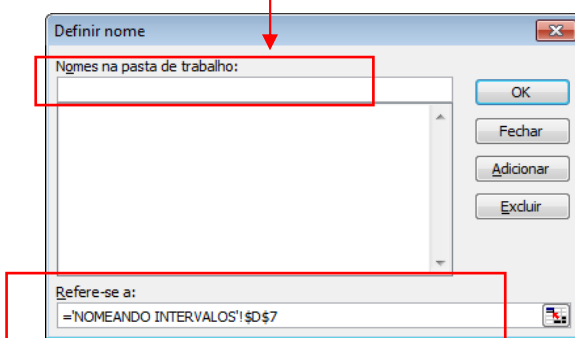 Definir nome
Nomes na pasta de trabalho:
OK
Fechar
Adicionar
Excluir
Refere-se a:
='NOMEANDO INTERVALOS'!$D$7